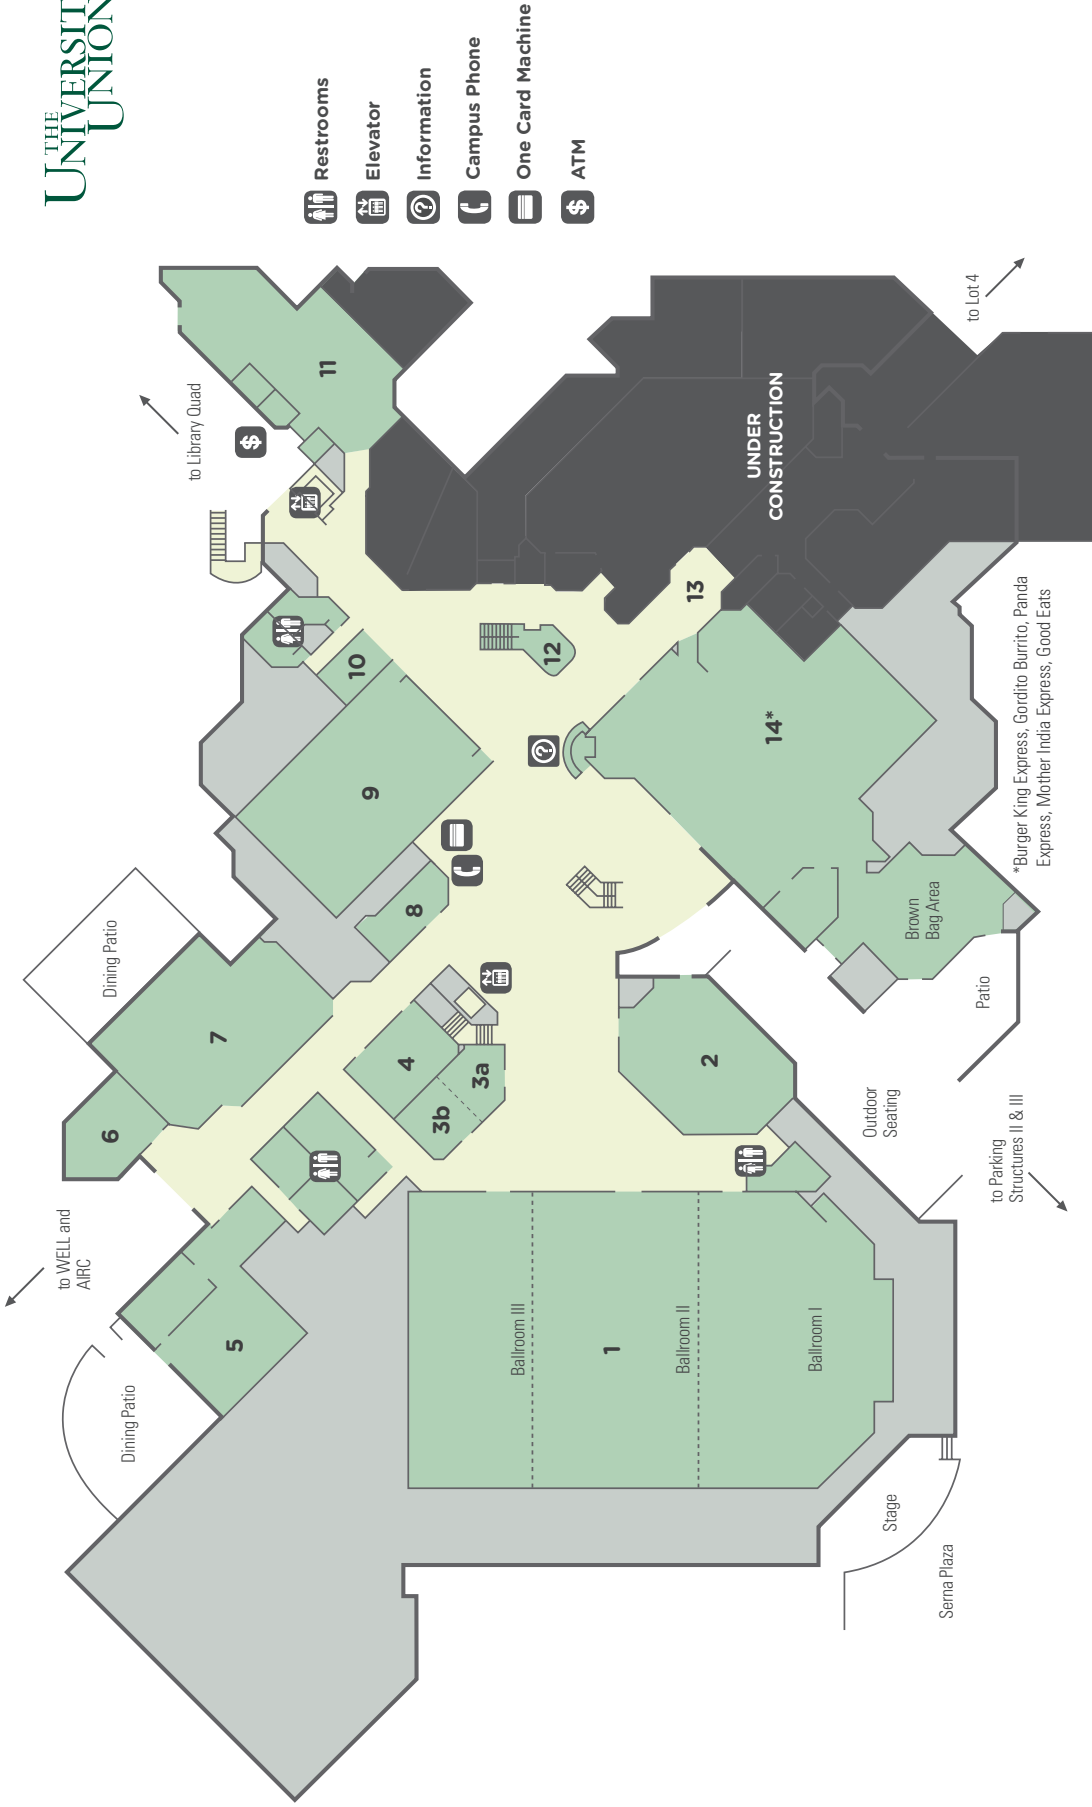 THE
UNIVERSIT
UNION
Restrooms
Elevator
Information
Campus Phone
One Card Machine
ATM
to Library Quad
to Lot 4
11
UNDER
CONSTRUCTION
13
12
10
14*
9
8
*Burger King Express, Gordito Burrito, Panda
Express, Mother India Express, Good Eats
Brown
Bag Area
Patio
Dining Patio
7
6
4
3a
3b
2
Outdoor
Seating
to Parking
Structures II & III
to WELL and
AIRC
5
Dining Patio
Ballroom III
1
Ballroom II
Ballroom I
Stage
Serna Plaza